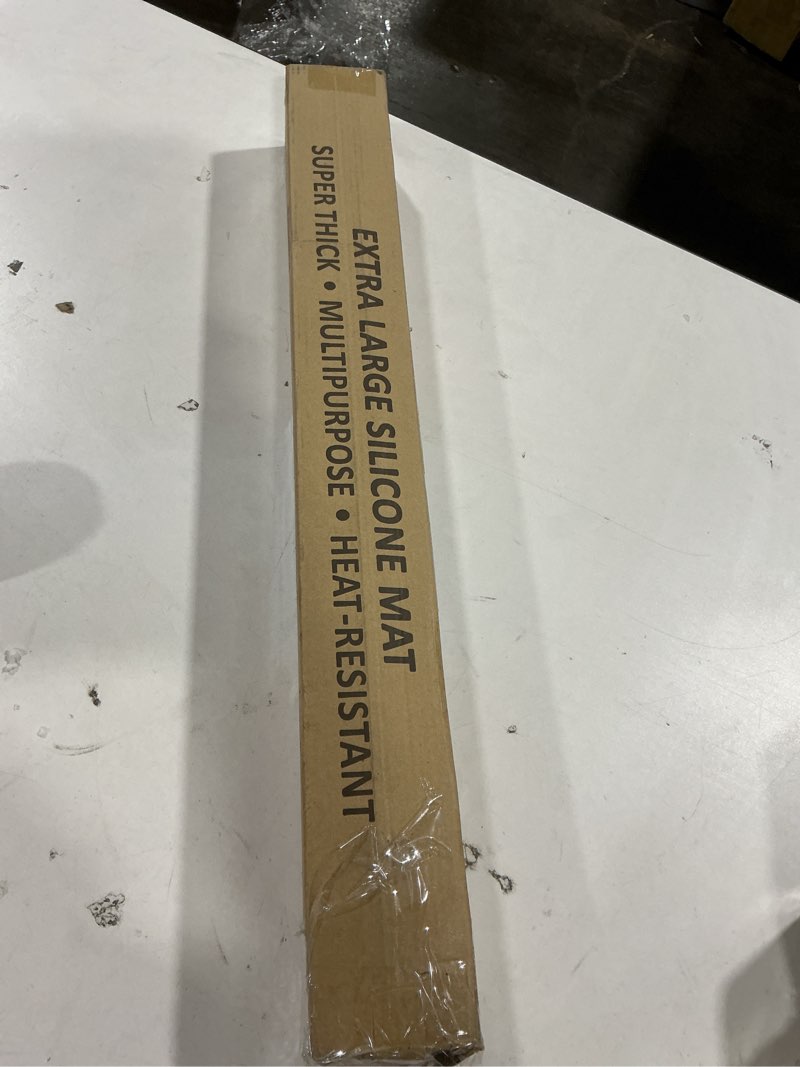 EXTRA LARGE SILICONE MAT
SUPER THICK • MULTIPURPOSE • HEAT-RESISTANT